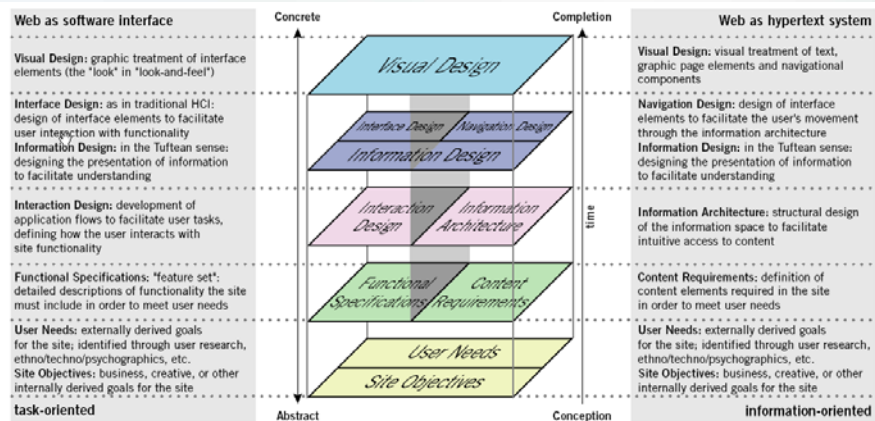 Web as software interface
Visual Design: graphic treatment of interface
elements (the "look" in "look-and-feel")
Interface Design: as in traditional HCI:
design of interface elements to facilitate
user interaction with functionality
Information Design: in the Tuftean sense:
designing the presentation of information
to facilitate understanding
Interaction Design: development of
application flows to facilitate user tasks,
defining how the user interacts with
site functionality
Functional Specifications: "feature set":
detailed descriptions of functionality the site
must include in order to meet user needs
User Needs: externally derived goals
for the site; identified through user research,
ethno/techno/psychographics, etc.
Site Objectives: business, creative, or other
internally derived goals for the site
task-oriented
Concrete
Completion
Visual Design
Interface Design
Navigation Design
Information Design
Interaction
Design
Information
Architecture
Functional
Specifications
Content
Requirements
User Needs
Site Objectives
time
Abstract
Conception
Web as hypertext system
Visual Design: visual treatment of text,
graphic page elements and navigational
components
Navigation Design: design of interface
elements to facilitate the user's movement
through the information architecture
Information Design: in the Tuftean sense:
designing the presentation of information
to facilitate understanding
Information Architecture: structural design
of the information space to facilitate
intuitive access to content
Content Requirements: definition of
content elements required in the site
in order to meet user needs
User Needs: externally derived goals
for the site; identified through user research,
ethno/techno/psychographics, etc.
Site Objectives: business, creative, or other
internally derived goals for the site
information-oriented